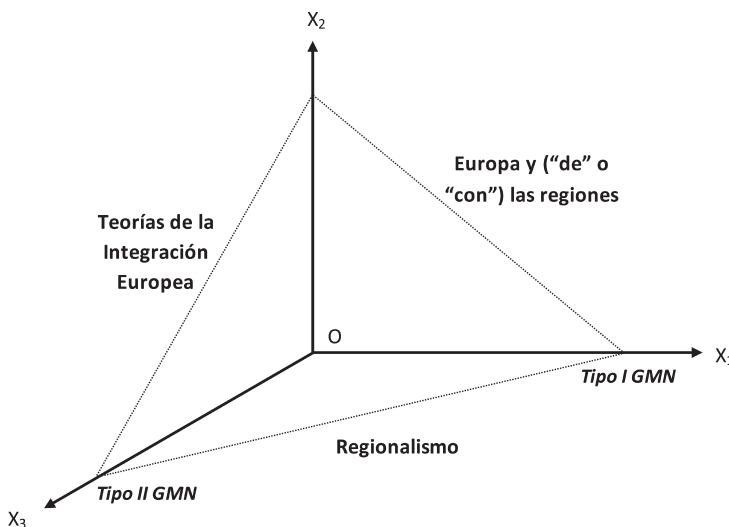 X₂
Europa y (“de” o
“con”) las regiones
Teorías de la
Integración
Europea
O
X₁
Tipo I GMN
Regionalismo
Tipo II GMN
X₃